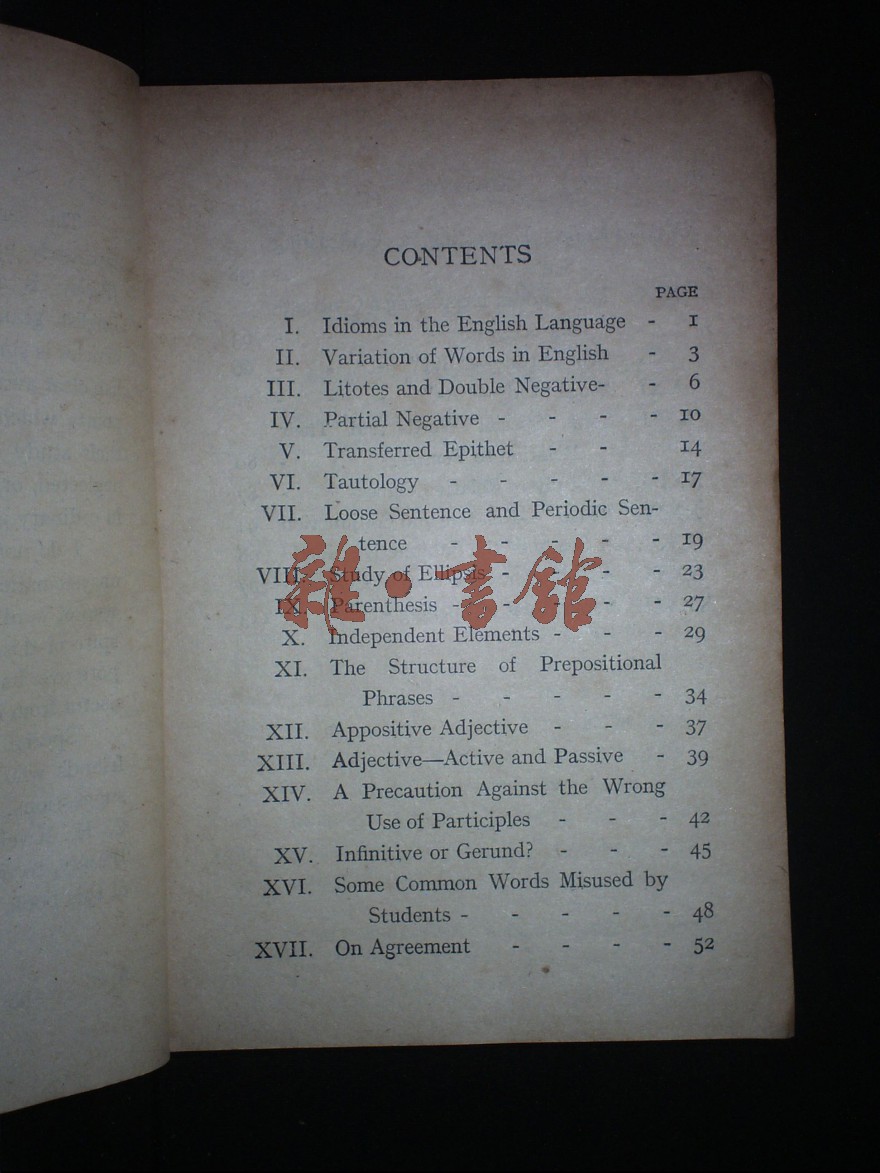 CONTENTS
PAGE
I. Idioms in the English Language - 1
II. Variation of Words in English - 3
III. Litotes and Double Negative- - 6
IV. Partial Negative - - - - 10
V. Transferred Epithet - - 14
VI. Tautology - - - - - 17
VII. Loose Sentence and Periodic Sen-
tence - - - - - 19
VIII. Study of Ellipsis - - - - 23
IX. Parenthesis - - - - - 27
X. Independent Elements - - - 29
XI. The Structure of Prepositional
Phrases - - - - - 34
XII. Appositive Adjective - - - 37
XIII. Adjective—Active and Passive - 39
XIV. A Precaution Against the Wrong
Use of Participles - - - 42
XV. Infinitive or Gerund? - - - 45
XVI. Some Common Words Misused by
Students - - - - - 48
XVII. On Agreement - - - - 52
雜·書館